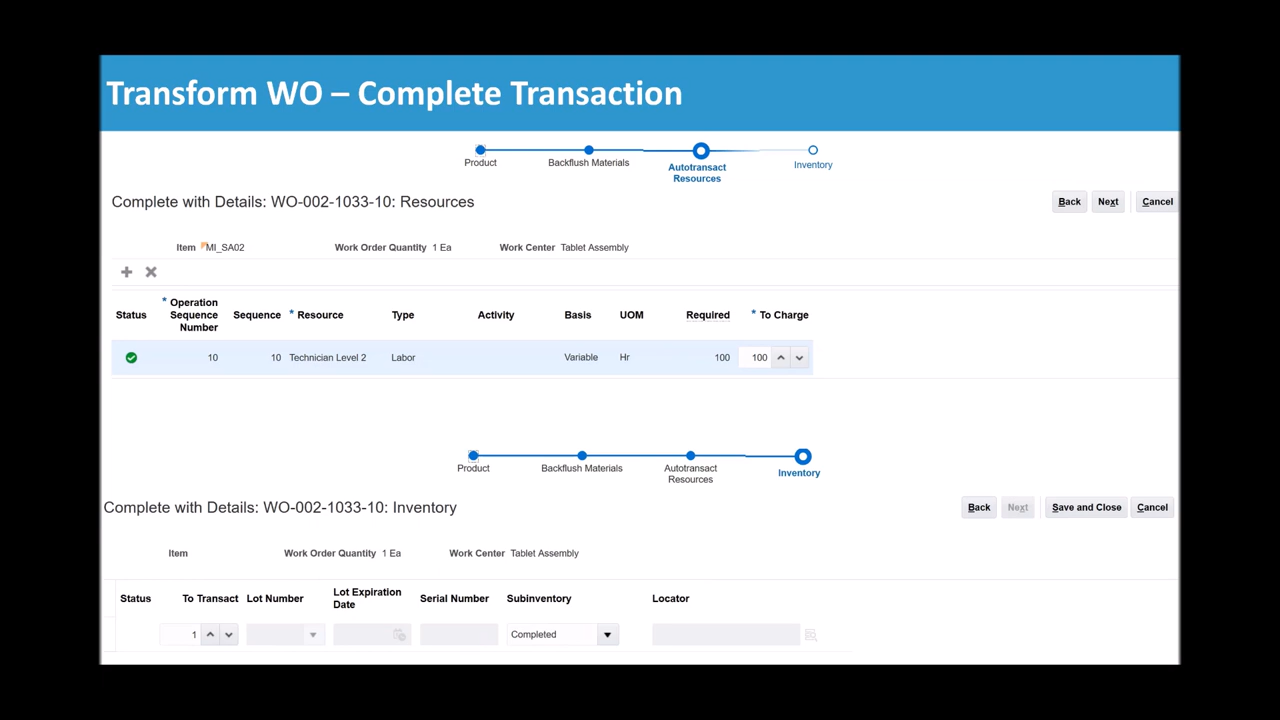 Transform WO – Complete Transaction
Product
Backflush Materials
Autotransact
Resources
Inventory
Complete with Details: WO-002-1033-10: Resources
Back
Next
Cancel
Item MI_SA02
Work Order Quantity 1 Ea
Work Center Tablet Assembly
Status
* Operation
Sequence
Number
Sequence
* Resource
Type
Activity
Basis
UOM
Required
* To Charge
10
10
Technician Level 2
Labor
Variable
Hr
100
100
Product
Backflush Materials
Autotransact
Resources
Inventory
Complete with Details: WO-002-1033-10: Inventory
Back
Next
Save and Close
Cancel
Item
Work Order Quantity 1 Ea
Work Center Tablet Assembly
Status
To Transact
Lot Number
Lot Expiration
Date
Serial Number
Subinventory
Locator
1
Completed